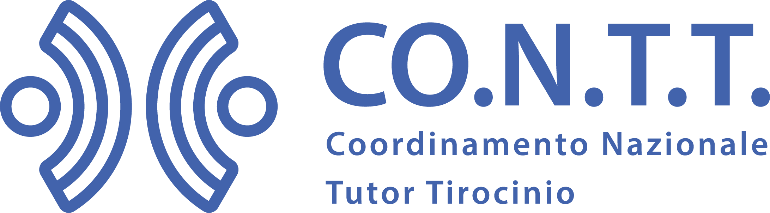 CO.N.T.T.
Coordinamento Nazionale
Tutor Tirocinio